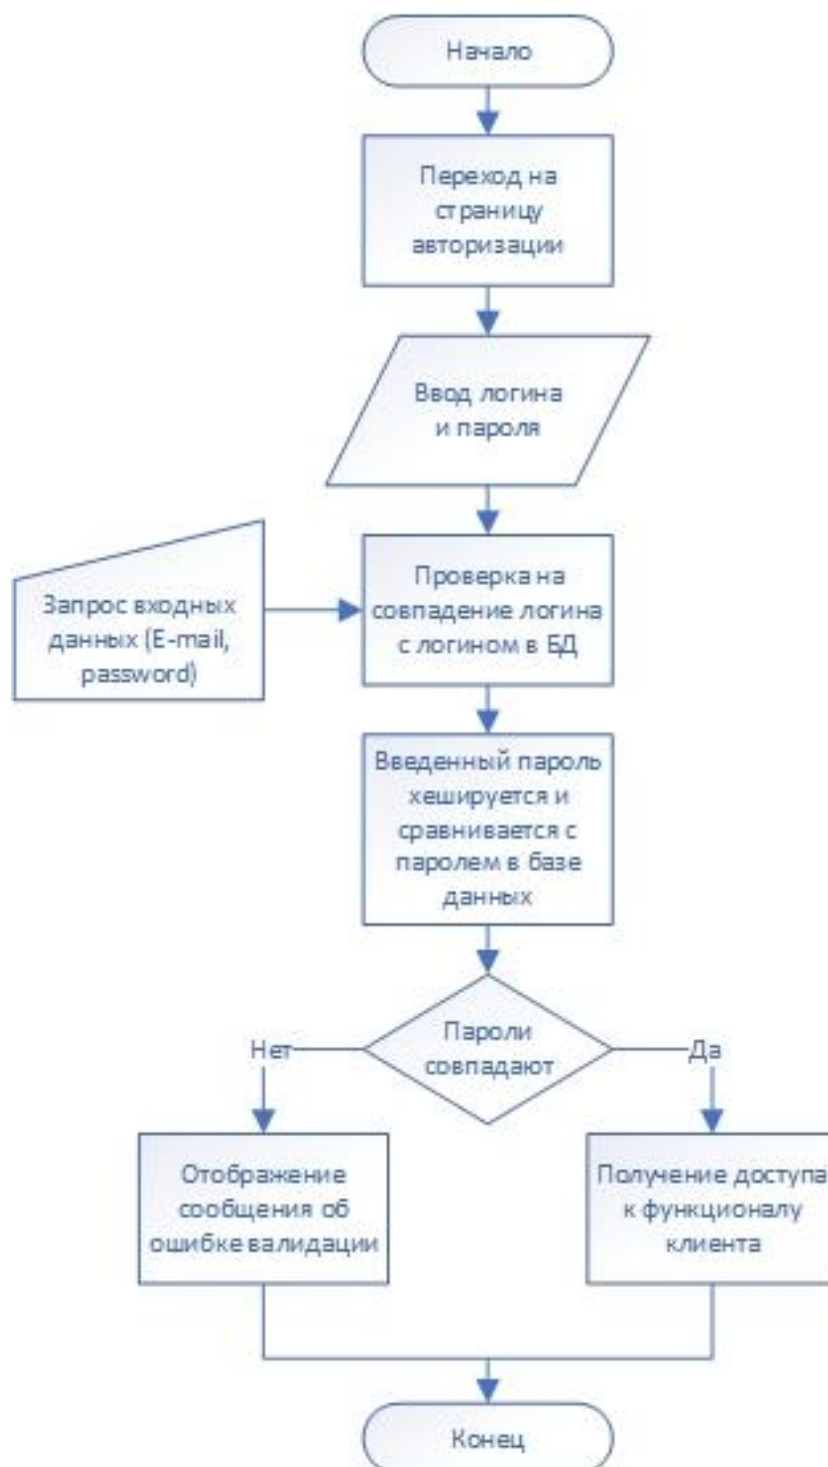 Начало
Переход на
страницу
авторизации
Ввод логина
и пароля
Запрос входных
данных (E-mail,
password)
Проверка на
совпадение логина
с логином в БД
Введенный пароль
хешируется и
сравнивается с
паролем в базе
данных
Пароли
совпадают
Нет
Да
Отображение
сообщения об
ошибке валидации
Получение доступа
к функционалу
клиента
Конец